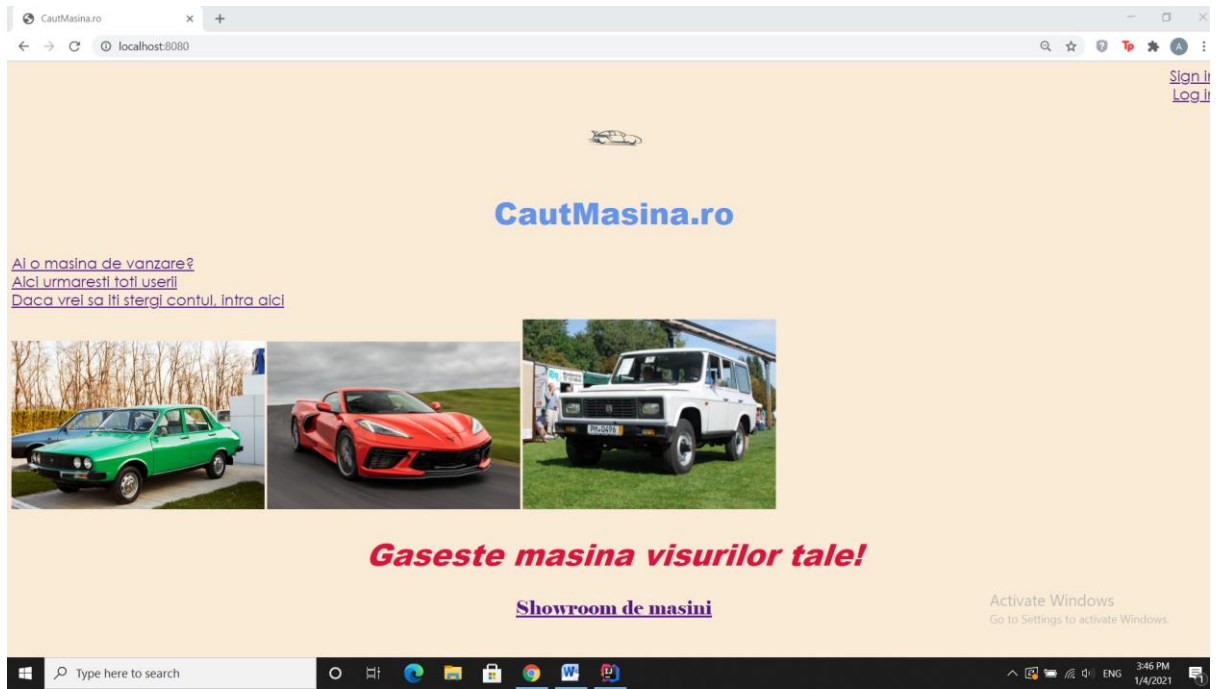 CautMasina.ro
localhost:8080
Sign in
Log in
CautMasina.ro
Ai o masina de vanzare?
Aici urmaresti toti userii
Daca vrei sa iti stergi contul, intra aici
PH-0496
Gaseste masina visurilor tale!
Showroom de masini
Activate Windows
Go to Settings to activate Windows.
Type here to search
ENG
3:46 PM
1/4/2021